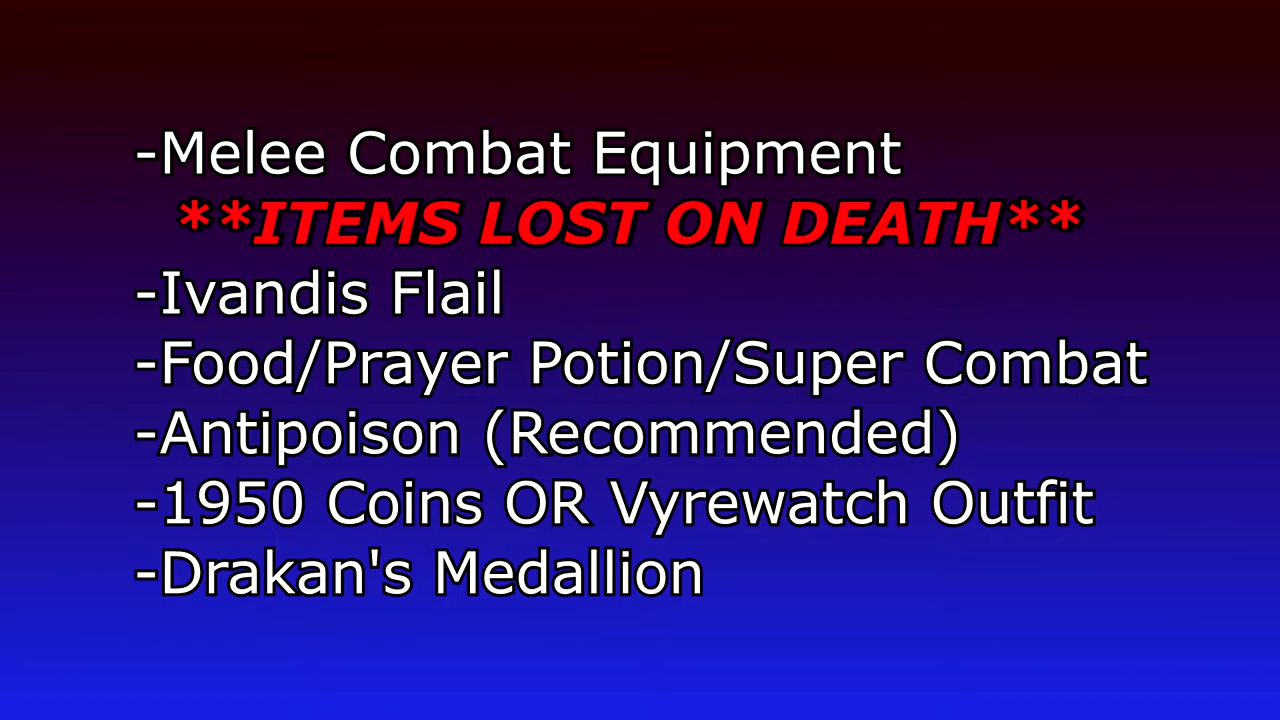 -Melee Combat Equipment
**ITEMS LOST ON DEATH**
-Ivandis Flail
-Food/Prayer Potion/Super Combat
-Antipoison (Recommended)
-1950 Coins OR Vyrewatch Outfit
-Drakan's Medallion